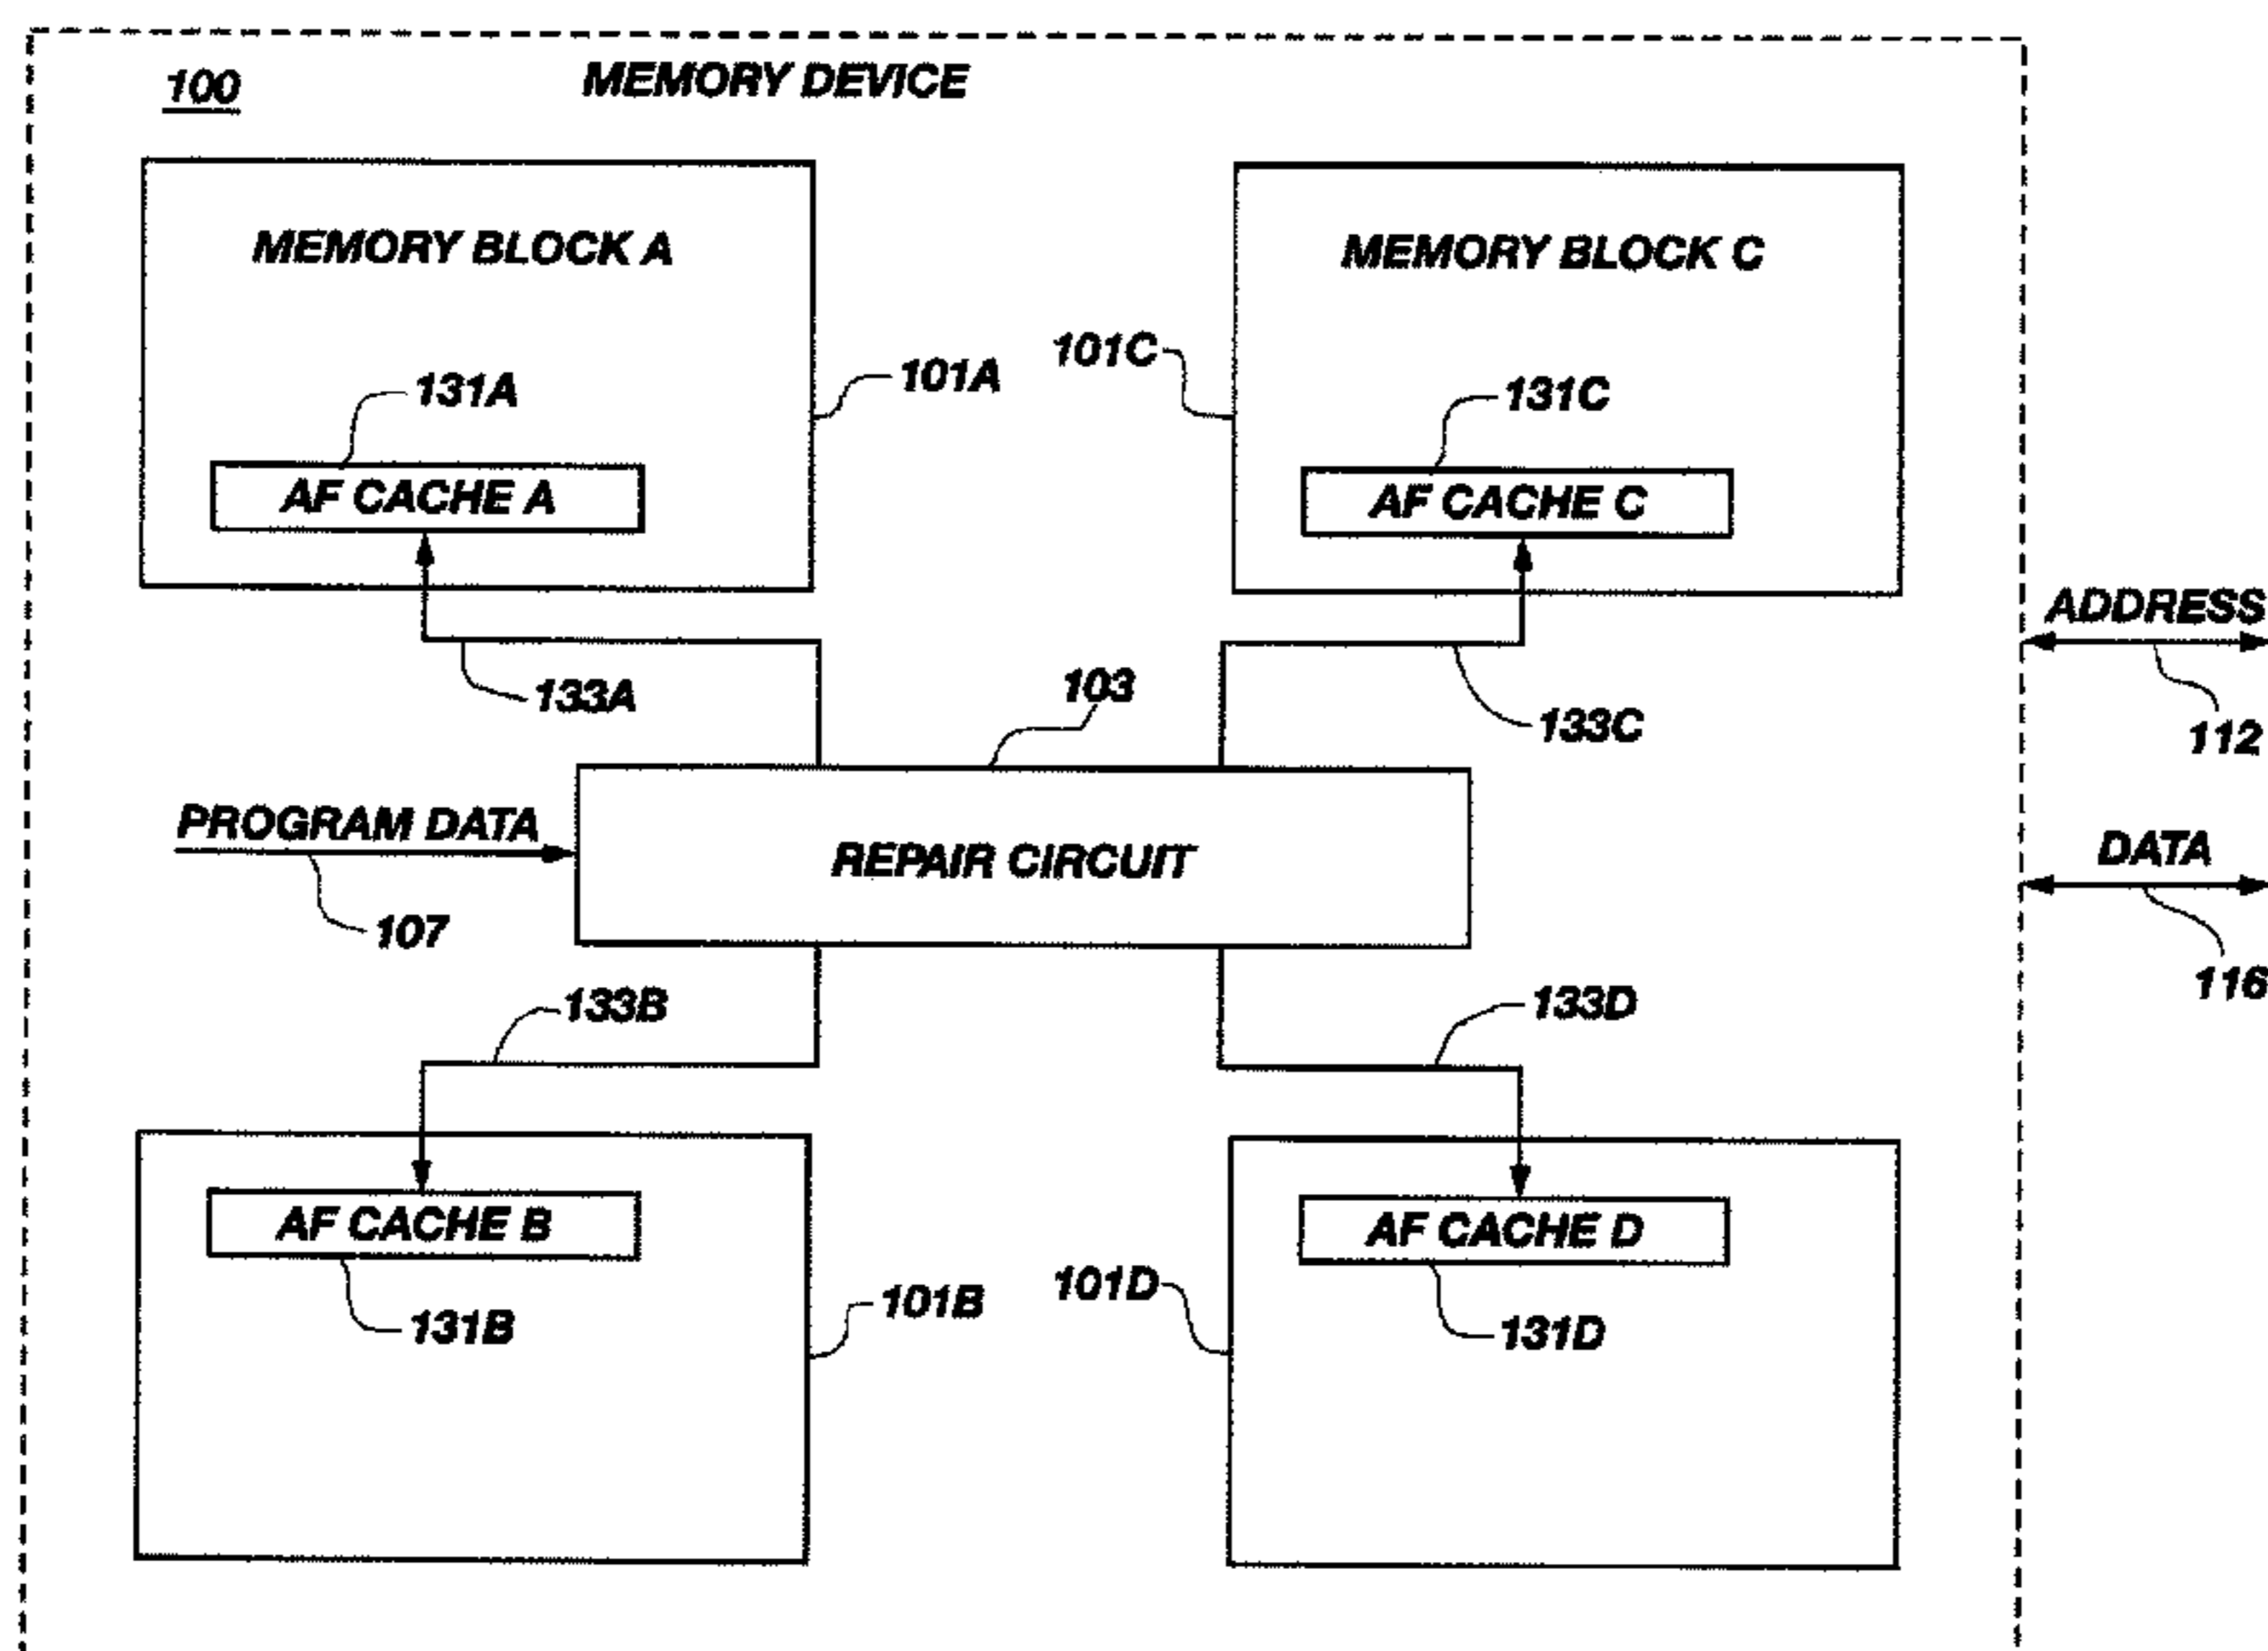 100
MEMORY DEVICE
MEMORY BLOCK A
MEMORY BLOCK C
101A
101C
131A
131C
AF CACHE A
AF CACHE C
ADDRESS
112
133A
103
133C
PROGRAM DATA
107
REPAIR CIRCUIT
DATA
116
133B
133D
AF CACHE B
AF CACHE D
101B
101D
131B
131D